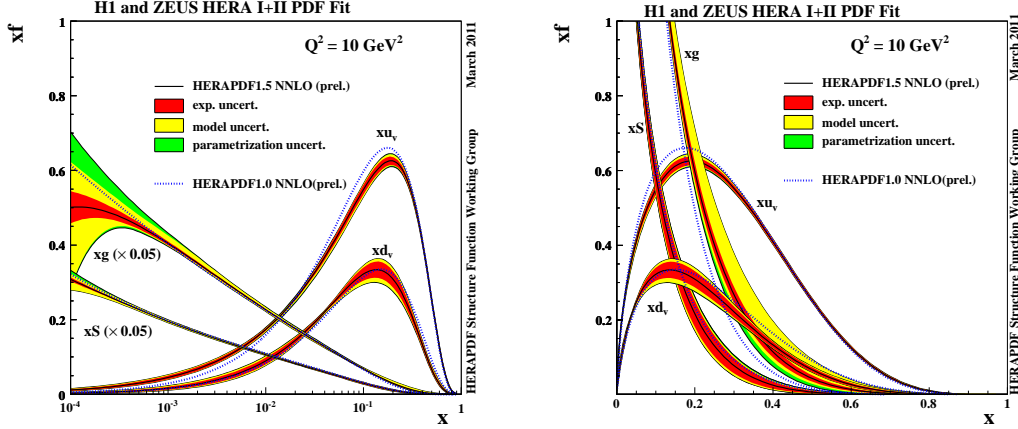 H1 and ZEUS HERA I+II PDF Fit
xf
1
0.8
0.6
0.4
0.2
0
Q² = 10 GeV²
HERAPDF1.5 NNLO (prel.)
exp. uncert.
model uncert.
parametrization uncert.
HERAPDF1.0 NNLO(prel.)
xuᵥ
xdᵥ
xg (× 0.05)
xS (× 0.05)
10⁻⁴ 10⁻³ 10⁻² 10⁻¹ 1
x
HERAPDF Structure Function Working Group March 2011
H1 and ZEUS HERA I+II PDF Fit
xf
1
0.8
0.6
0.4
0.2
Q² = 10 GeV²
xg
HERAPDF1.5 NNLO (prel.)
exp. uncert.
model uncert.
parametrization uncert.
HERAPDF1.0 NNLO(prel.)
xS
xuᵥ
xdᵥ
0 0.2 0.4 0.6 0.8 1
x
HERAPDF Structure Function Working Group March 2011